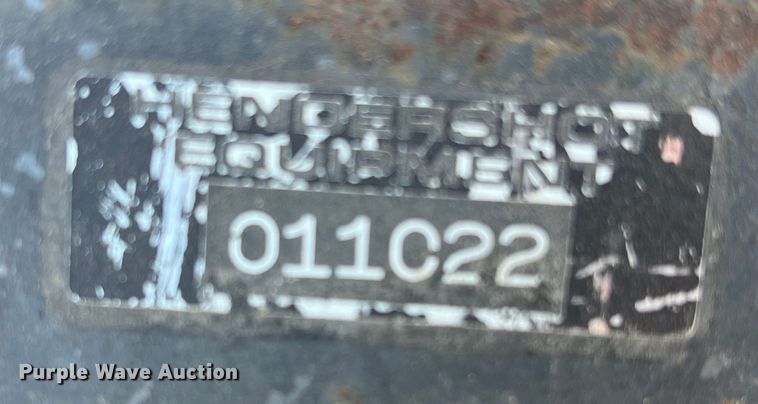 HENDERSHOT
EQUIPMENT
011C22
Purple Wave Auction